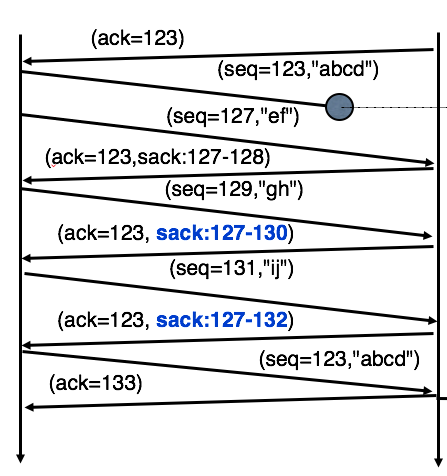 (ack=123)
(seq=123,"abcd")
(seq=127,"ef")
(ack=123,sack:127-128)
(seq=129,"gh")
(ack=123, sack:127-130)
(seq=131,"ij")
(ack=123, sack:127-132)
(seq=123,"abcd")
(ack=133)